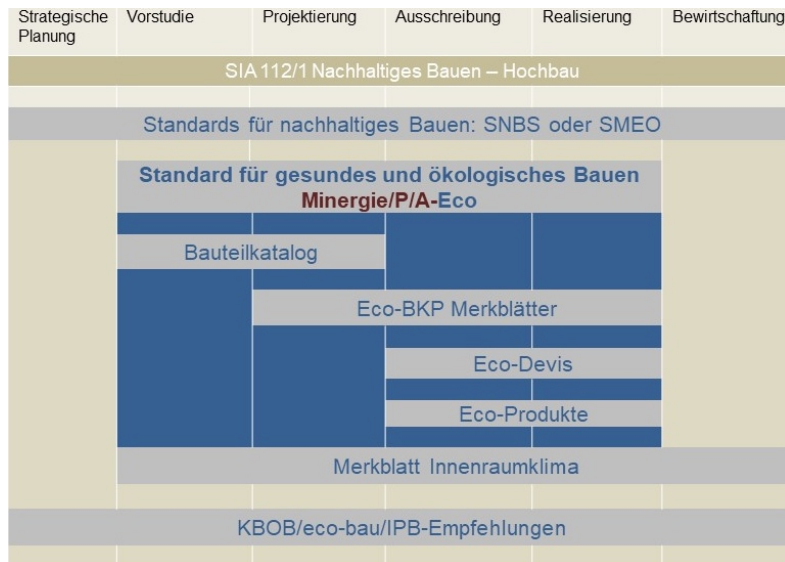 Strategische Planung
Vorstudie
Projektierung
Ausschreibung
Realisierung
Bewirtschaftung
SIA 112/1 Nachhaltiges Bauen – Hochbau
Standards für nachhaltiges Bauen: SNBS oder SMEO
Standard für gesundes und ökologisches Bauen
Minergie/P/A-Eco
Bauteilkatalog
Eco-BKP Merkblätter
Eco-Devis
Eco-Produkte
Merkblatt Innenraumklima
KBOB/eco-bau/IPB-Empfehlungen